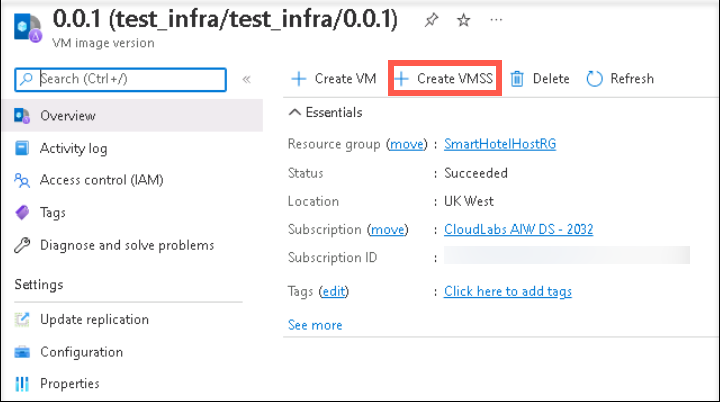 0.0.1 (test_infra/test_infra/0.0.1)
VM image version
Search (Ctrl+/)
Overview
Activity log
Access control (IAM)
Tags
Diagnose and solve problems
Settings
Update replication
Configuration
Properties
Create VM
Create VMSS
Delete
Refresh
Essentials
Resource group (move) : SmartHotelHostRG
Status : Succeeded
Location : UK West
Subscription (move) : CloudLabs AIW DS - 2032
Subscription ID :
Tags (edit) : Click here to add tags
See more